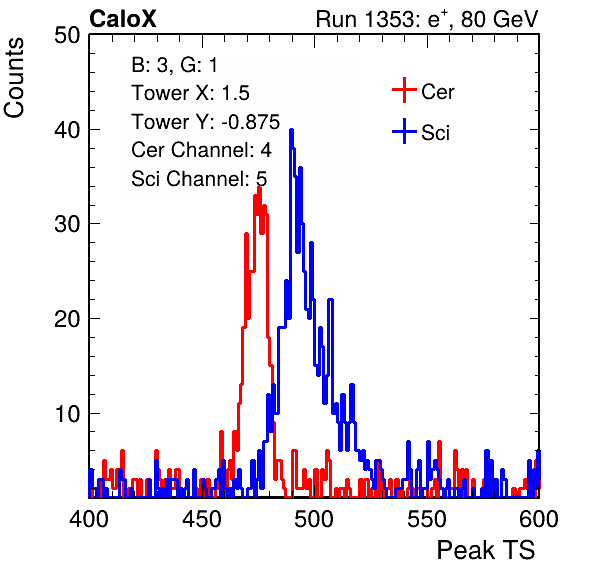 CaloX Run 1353: e⁺, 80 GeV
Counts
50
40
30
20
10
B: 3, G: 1
Tower X: 1.5
Tower Y: -0.875
Cer Channel: 4
Sci Channel: 5
Cer
Sci
400 450 500 550 600
Peak TS